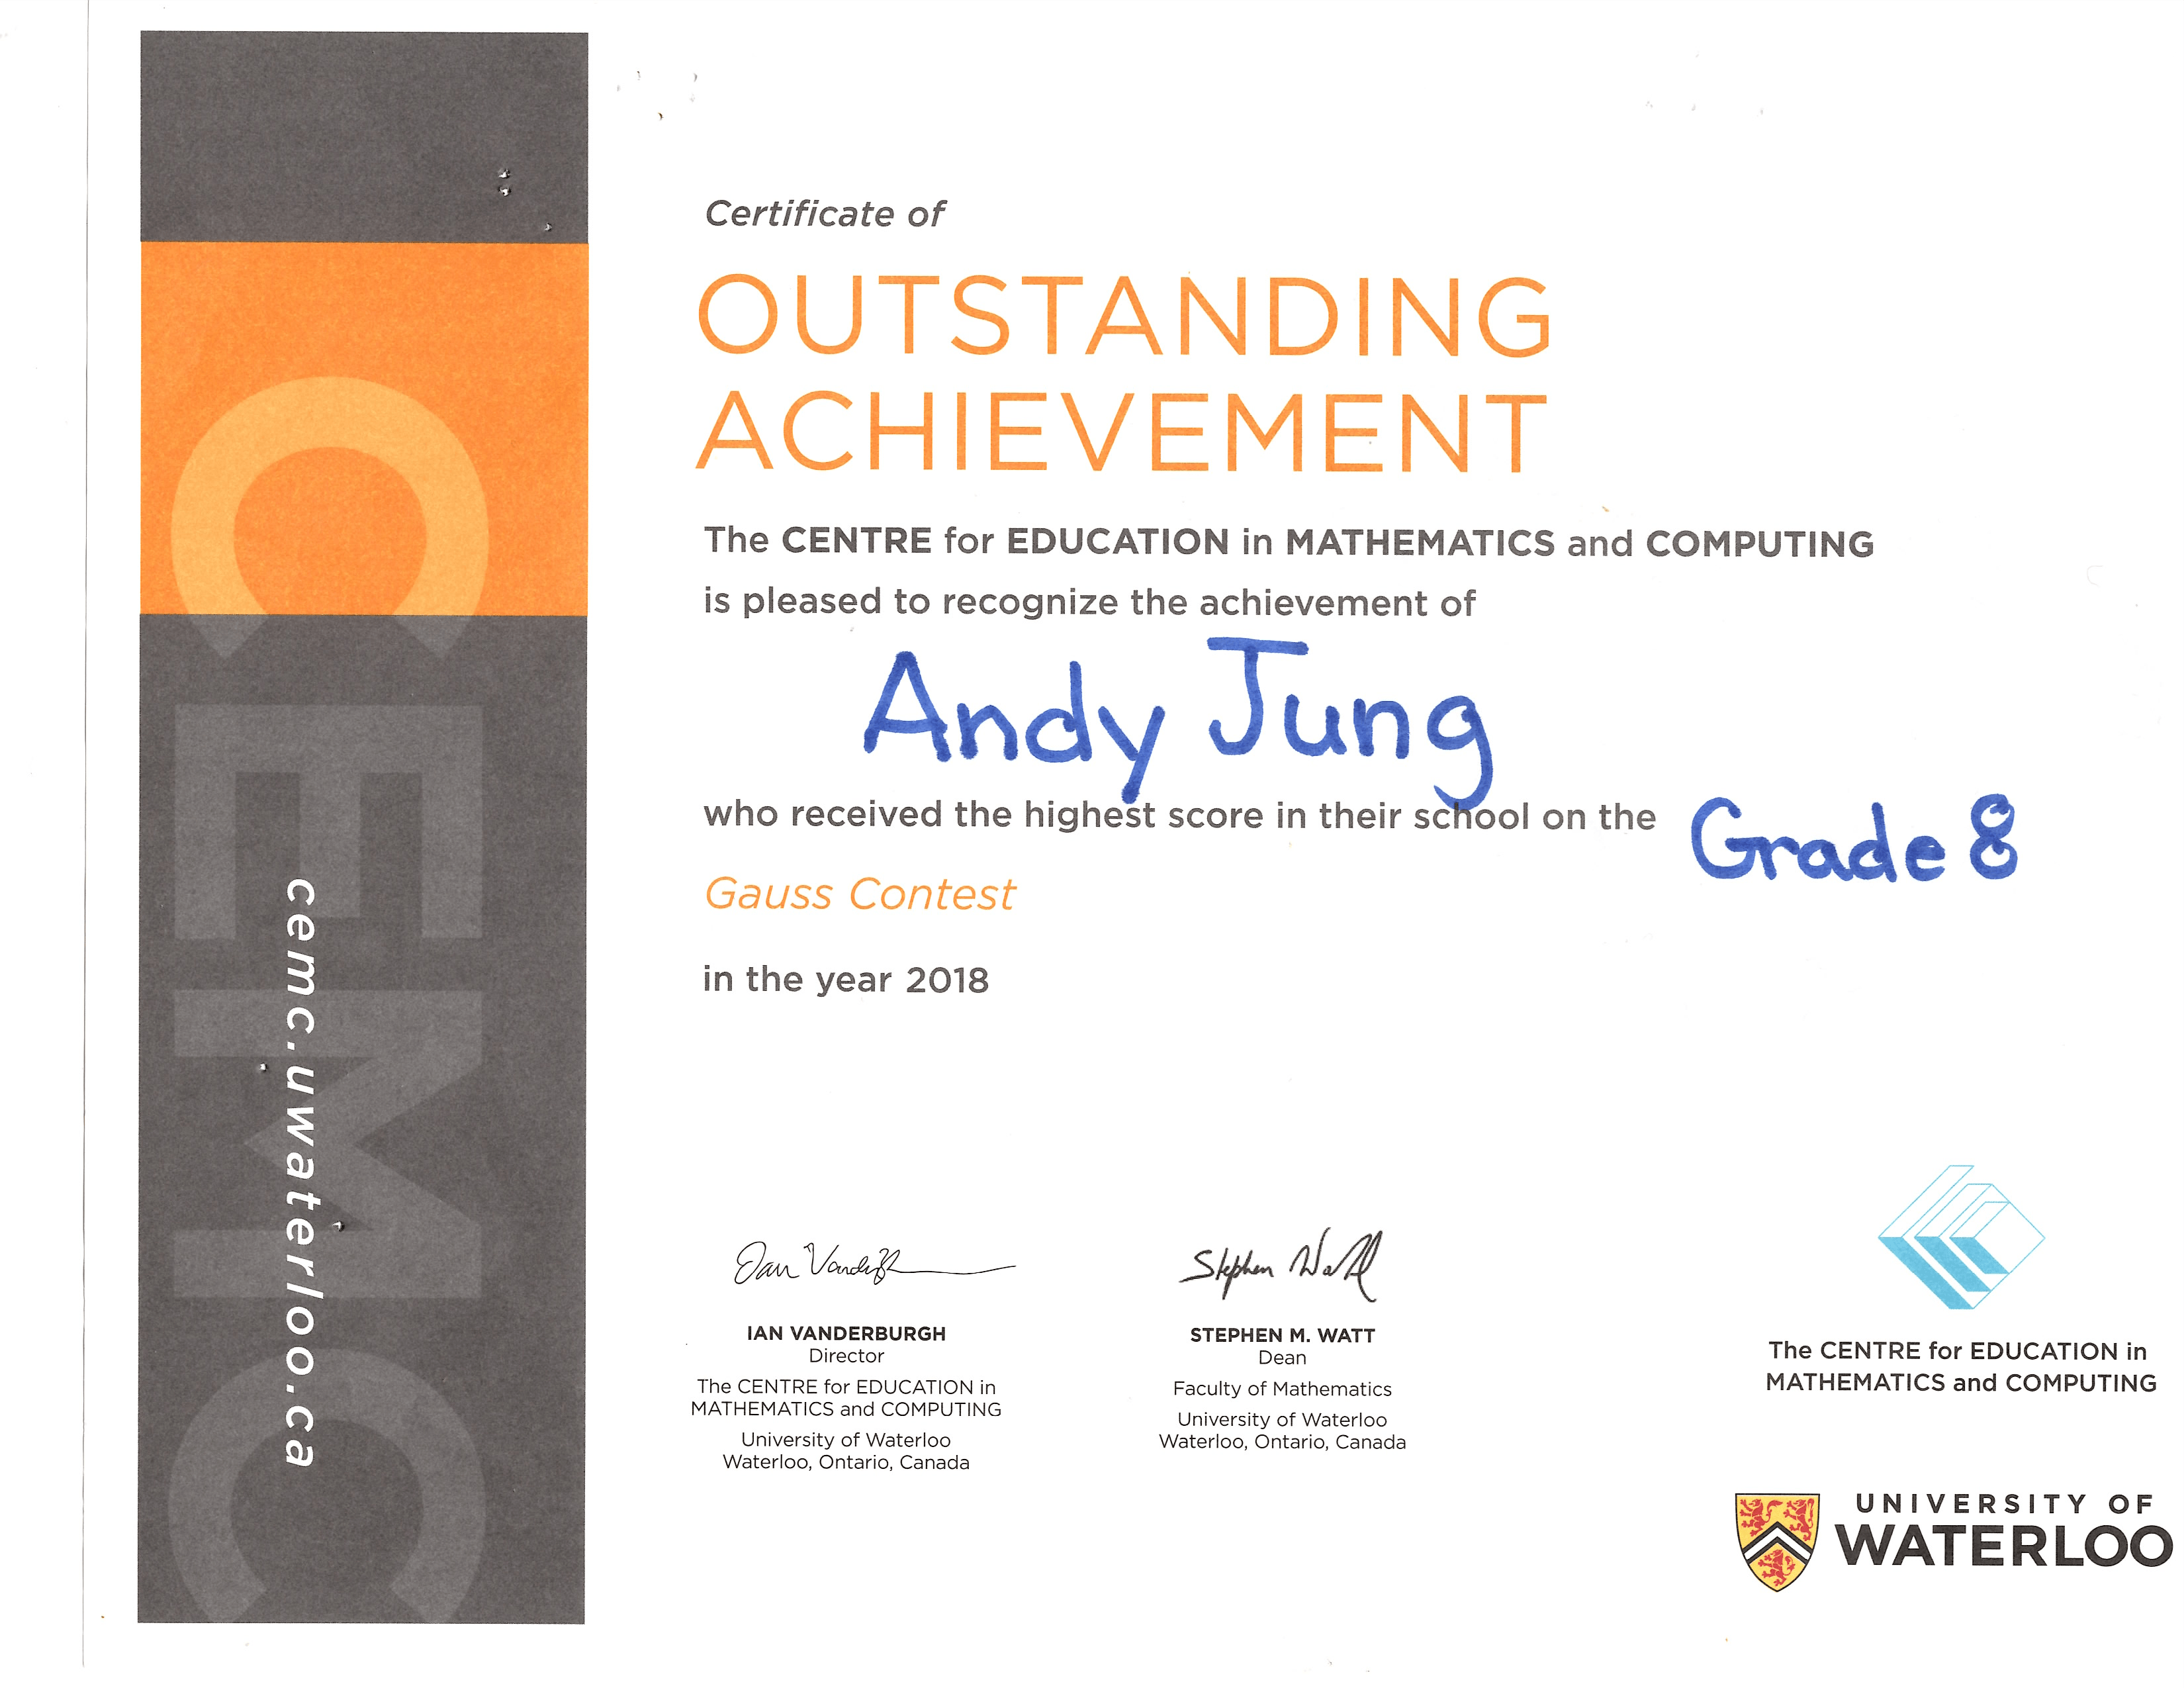 Certificate of
OUTSTANDING
ACHIEVEMENT
The CENTRE for EDUCATION in MATHEMATICS and COMPUTING
is pleased to recognize the achievement of
Andy Jung
who received the highest score in their school on the Grade 8
Gauss Contest
in the year 2018
CEMC
cemc.uwaterloo.ca
Stephen Watt
IAN VANDERBURGH
Director
The CENTRE for EDUCATION in
MATHEMATICS and COMPUTING
University of Waterloo
Waterloo, Ontario, Canada
STEPHEN M. WATT
Dean
Faculty of Mathematics
University of Waterloo
Waterloo, Ontario, Canada
The CENTRE for EDUCATION in
MATHEMATICS and COMPUTING
UNIVERSITY OF
WATERLOO